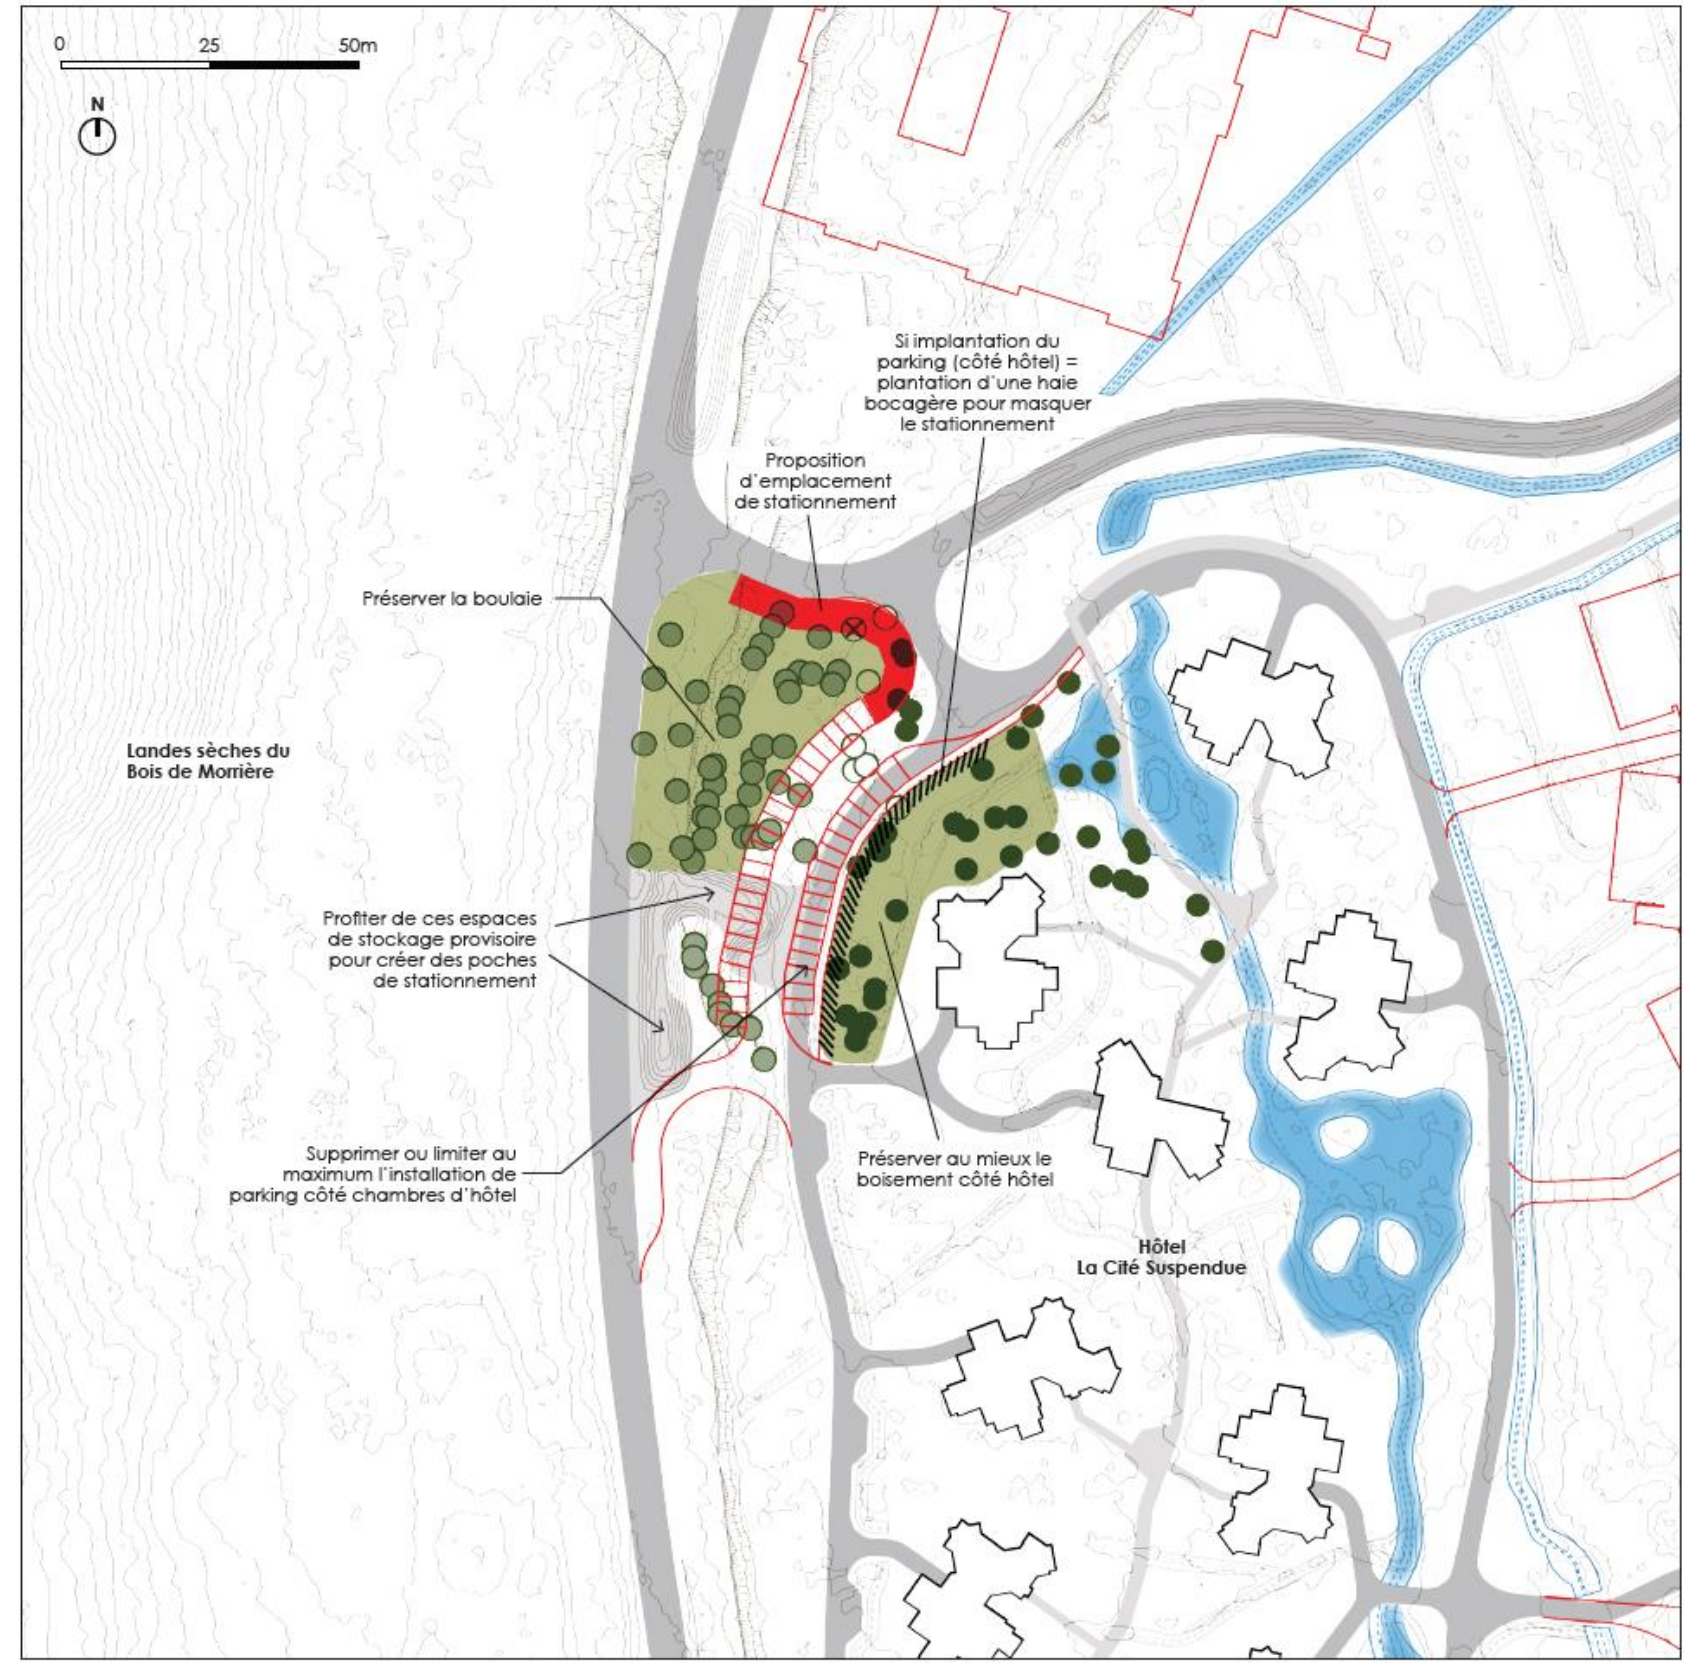 0 25 50m
N
Si implantation du
parking (côté hôtel) =
plantation d'une haie
bocagère pour masquer
le stationnement
Proposition
d'emplacement
de stationnement
Préserver la boulaie
Landes sèches du
Bois de Morrière
Profiter de ces espaces
de stockage provisoire
pour créer des poches
de stationnement
Supprimer ou limiter au
maximum l'installation de
parking côté chambres d'hôtel
Préserver au mieux le
boisement côté hôtel
Hôtel
La Cité Suspendue